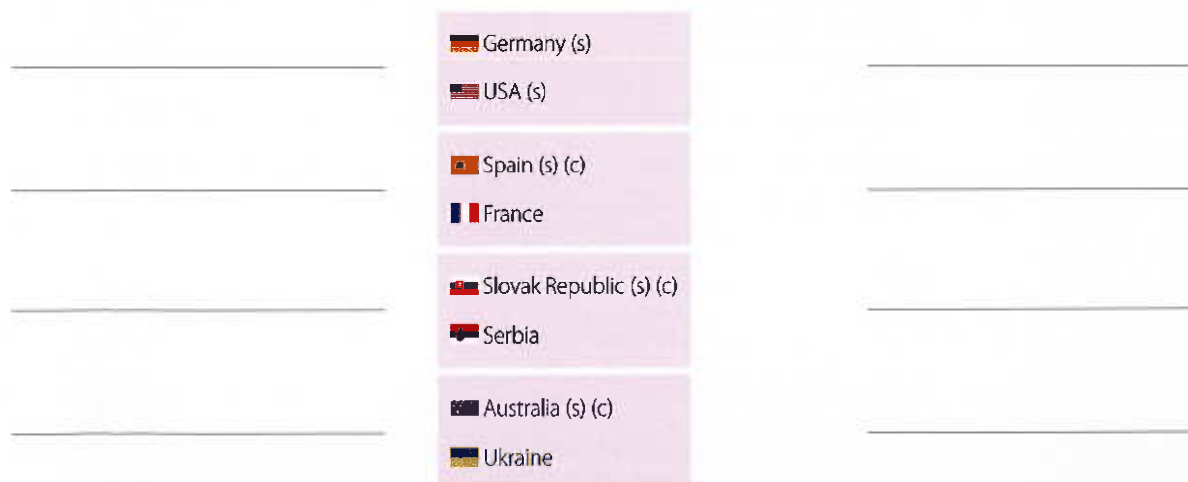 Germany (s)
USA (s)
Spain (s) (c)
France
Slovak Republic (s) (c)
Serbia
Australia (s) (c)
Ukraine